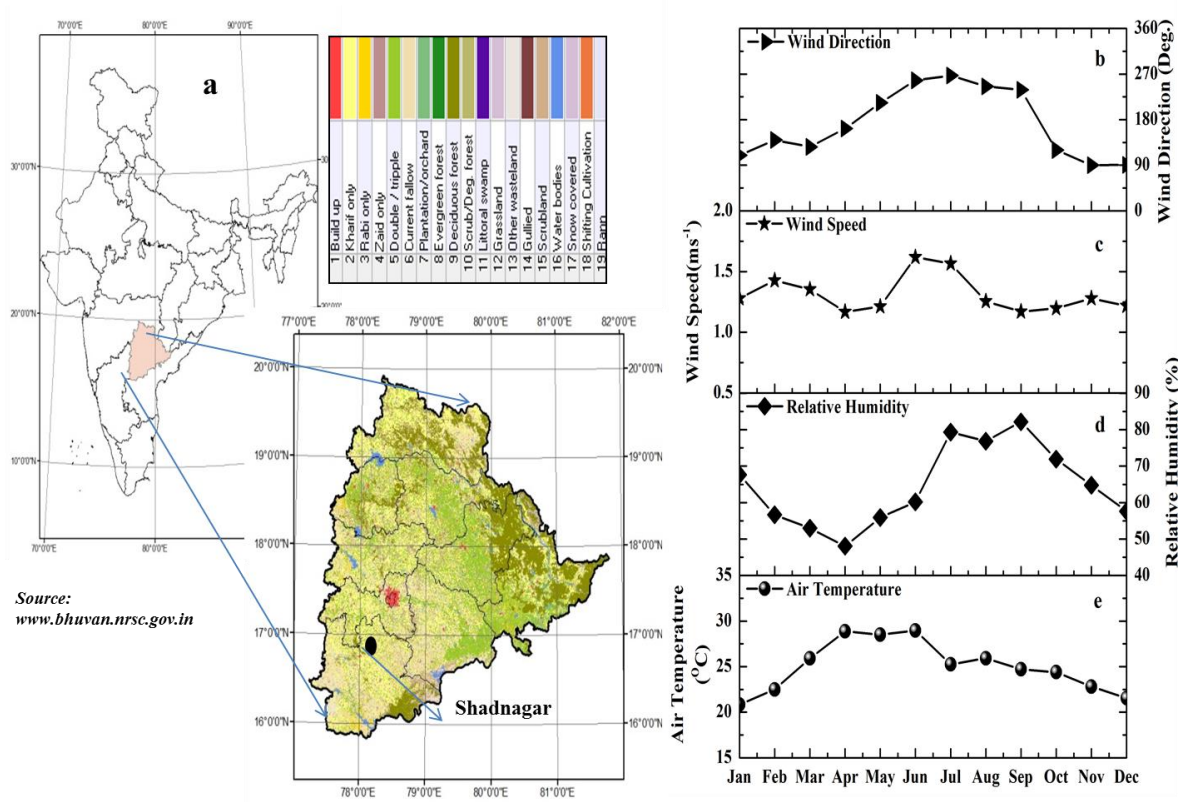 70°0'0"E
80°0'0"E
90°0'0"E
a
30°0'0"N
20°0'0"N
10°0'0"N
70°0'0"E
80°0'0"E
1 Build up
2 Kharif only
3 Rabi only
4 Zaid only
5 Double / tripple
6 Current fallow
7 Plantation/orchard
8 Evergreen forest
9 Deciduous forest
10 Scrub/Deg. forest
11 Littoral swamp
12 Grassland
13 Other wasteland
14 Gullied
15 Scrubland
16 Water bodies
17 Snow covered
18 Shifting Cultivation
19 Rann
77°0'0"E
78°0'0"E
79°0'0"E
80°0'0"E
81°0'0"E
82°0'0"E
20°0'0"N
20°0'0"N
19°0'0"N
19°0'0"N
18°0'0"N
18°0'0"N
17°0'0"N
17°0'0"N
16°0'0"N
16°0'0"N
78°0'0"E
79°0'0"E
80°0'0"E
81°0'0"E
Shadnagar
Source:
www.bhuvan.nrsc.gov.in
Wind Direction
b
360
270
180
90
0
Wind Direction (Deg.)
Wind Speed
c
2.0
1.5
1.0
0.5
Wind Speed(ms⁻¹)
Relative Humidity
d
90
80
70
60
50
40
Relative Humidity (%)
Air Temperature
e
35
30
25
20
15
Air Temperature
(⁰C)
Jan Feb Mar Apr May Jun Jul Aug Sep Oct Nov Dec